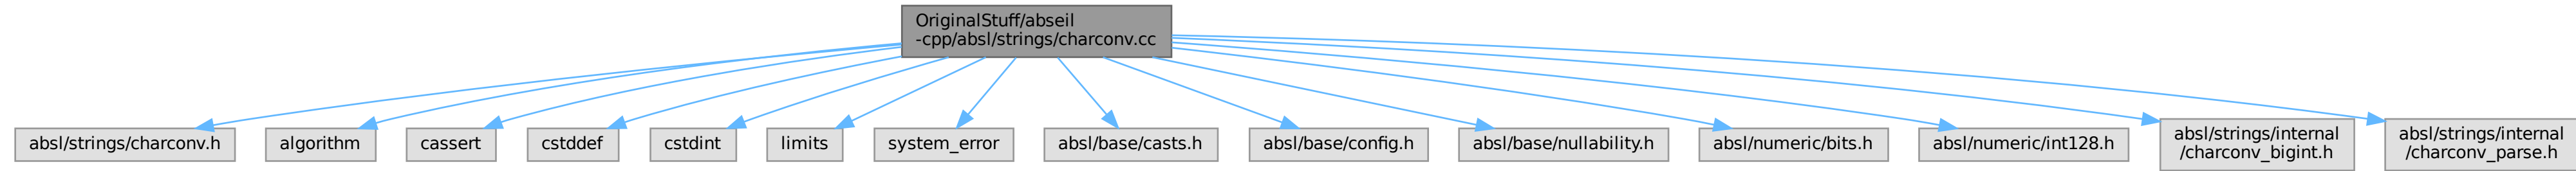 OriginalStuff/abseil
-cpp/absl/strings/charconv.cc
absl/strings/charconv.h
algorithm
cassert
cstddef
cstdint
limits
system_error
absl/base/casts.h
absl/base/config.h
absl/base/nullability.h
absl/numeric/bits.h
absl/numeric/int128.h
absl/strings/internal
/charconv_bigint.h
absl/strings/internal
/charconv_parse.h